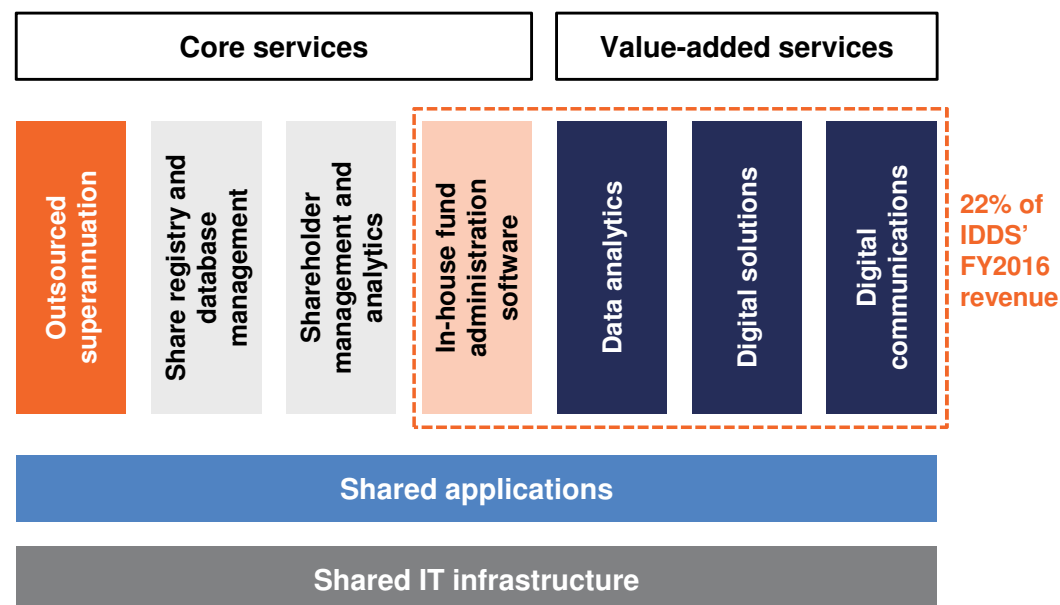 Core services
Value-added services
Outsourced
superannuation
Share registry and
database
management
Shareholder
management and
analytics
In-house fund
administration
software
Data analytics
Digital solutions
Digital
communications
22% of
IDDS’
FY2016
revenue
Shared applications
Shared IT infrastructure